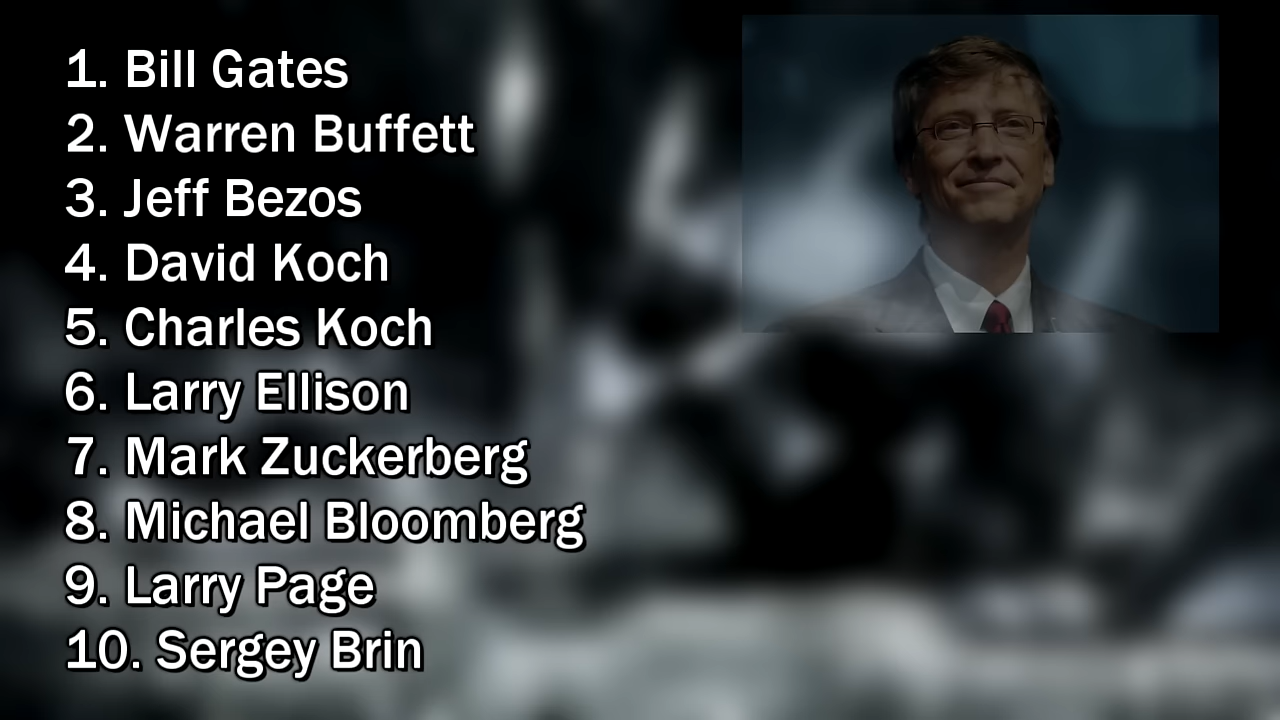 1. Bill Gates
2. Warren Buffett
3. Jeff Bezos
4. David Koch
5. Charles Koch
6. Larry Ellison
7. Mark Zuckerberg
8. Michael Bloomberg
9. Larry Page
10. Sergey Brin